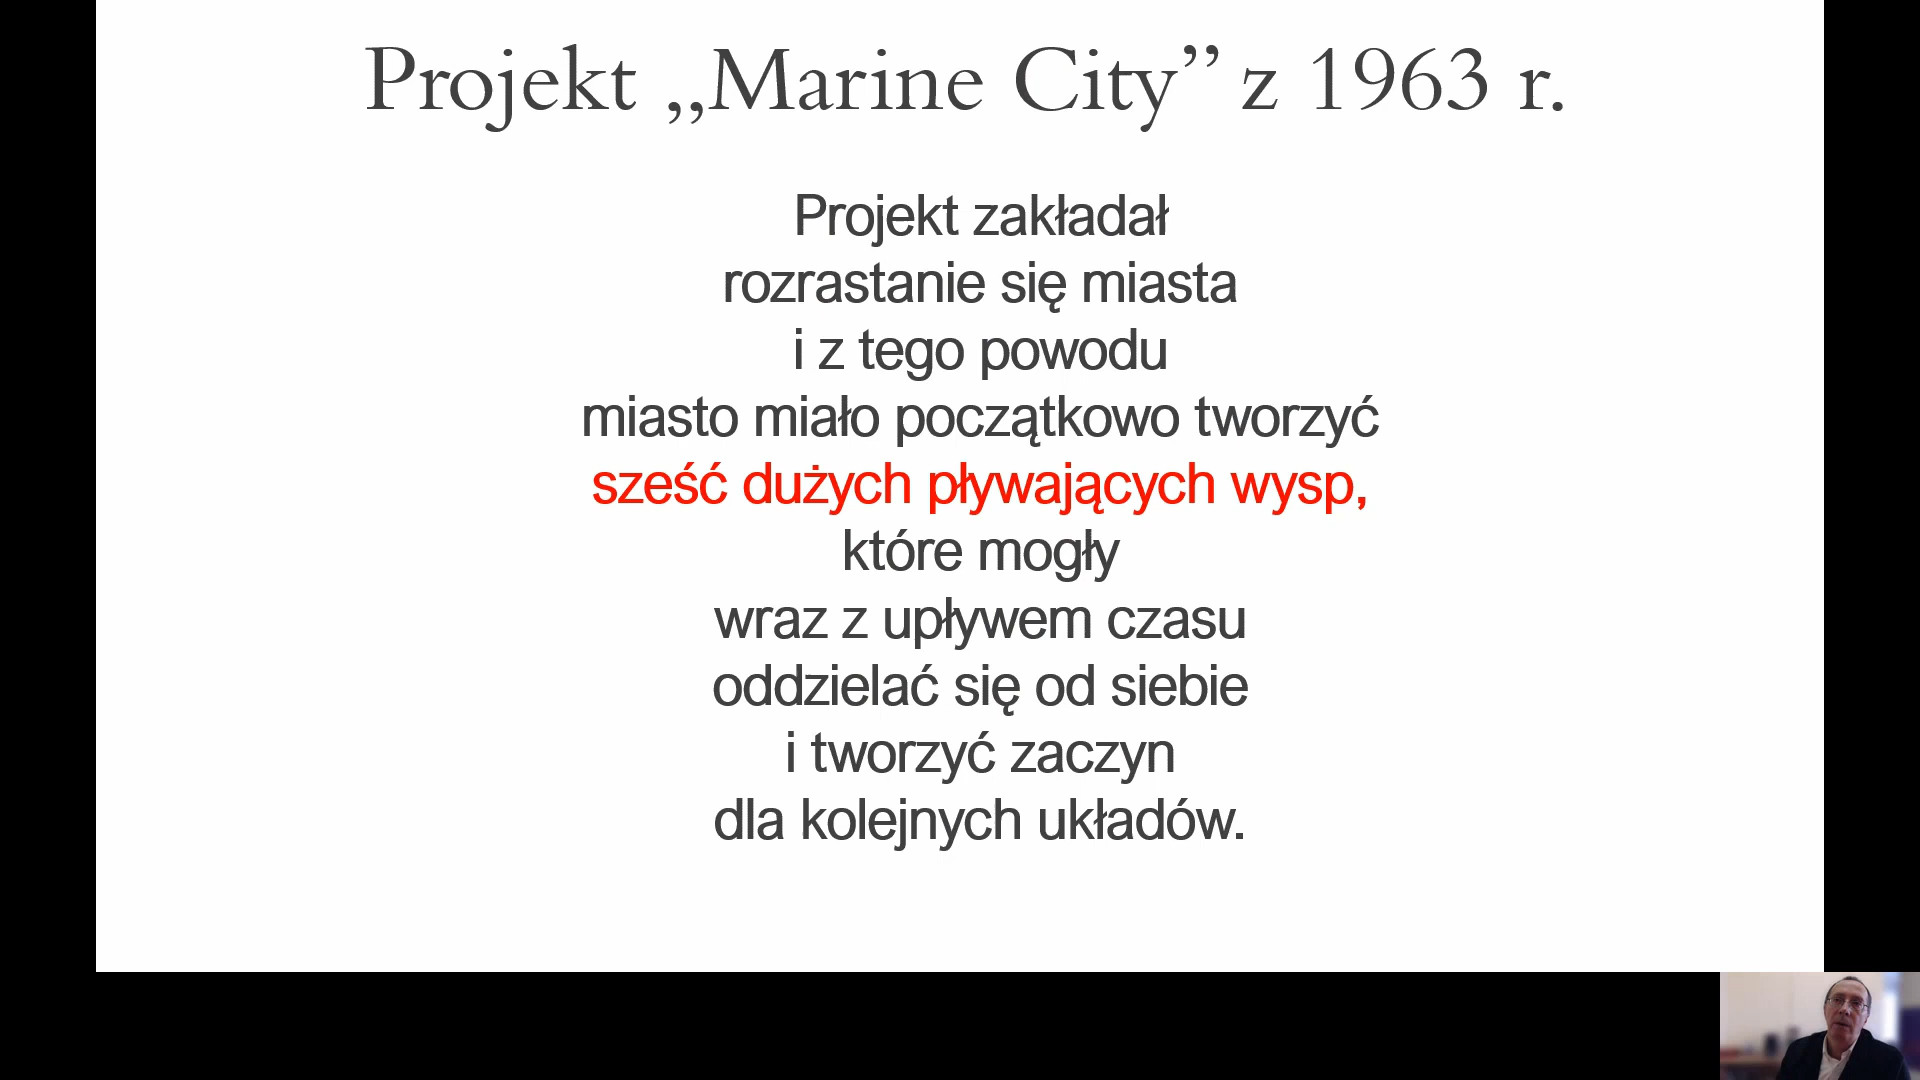 Projekt „Marine City” z 1963 r.
Projekt zakładał
rozrastanie się miasta
i z tego powodu
miasto miało początkowo tworzyć
sześć dużych pływających wysp,
które mogły
wraz z upływem czasu
oddzielać się od siebie
i tworzyć zaczyn
dla kolejnych układów.